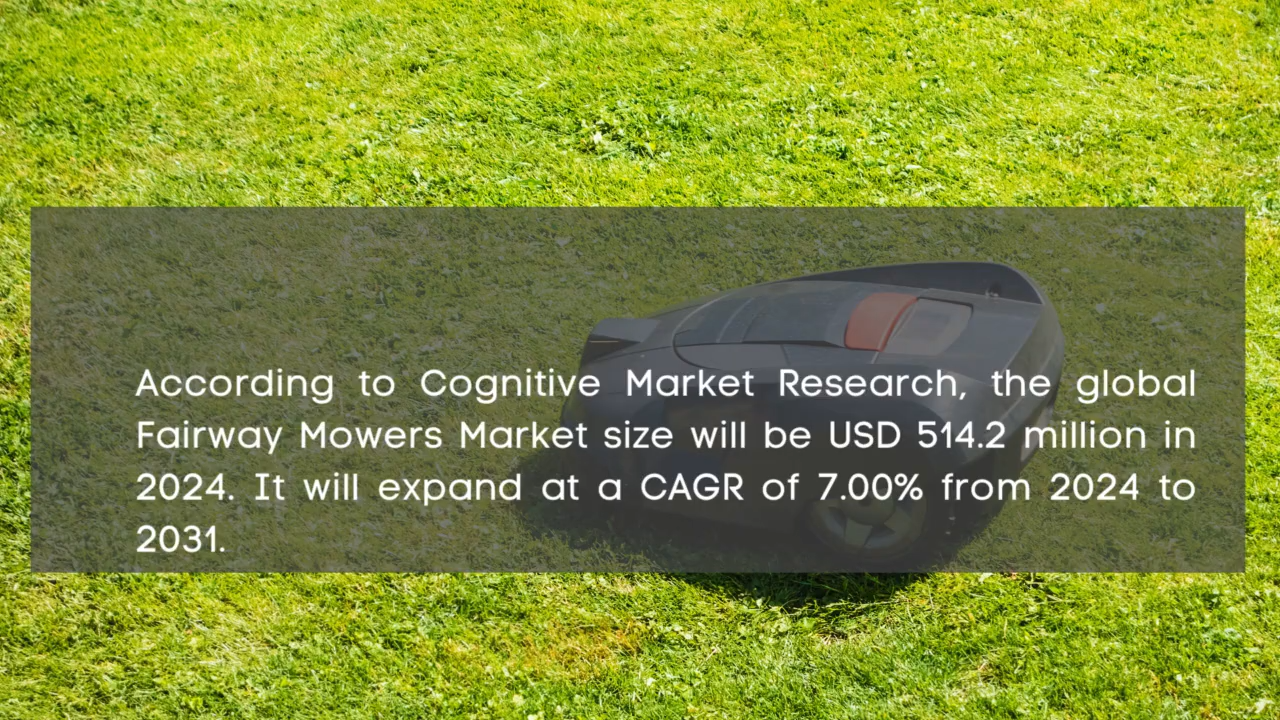 According to Cognitive Market Research, the global
Fairway Mowers Market size will be USD 514.2 million in
2024. It will expand at a CAGR of 7.00% from 2024 to
2031.